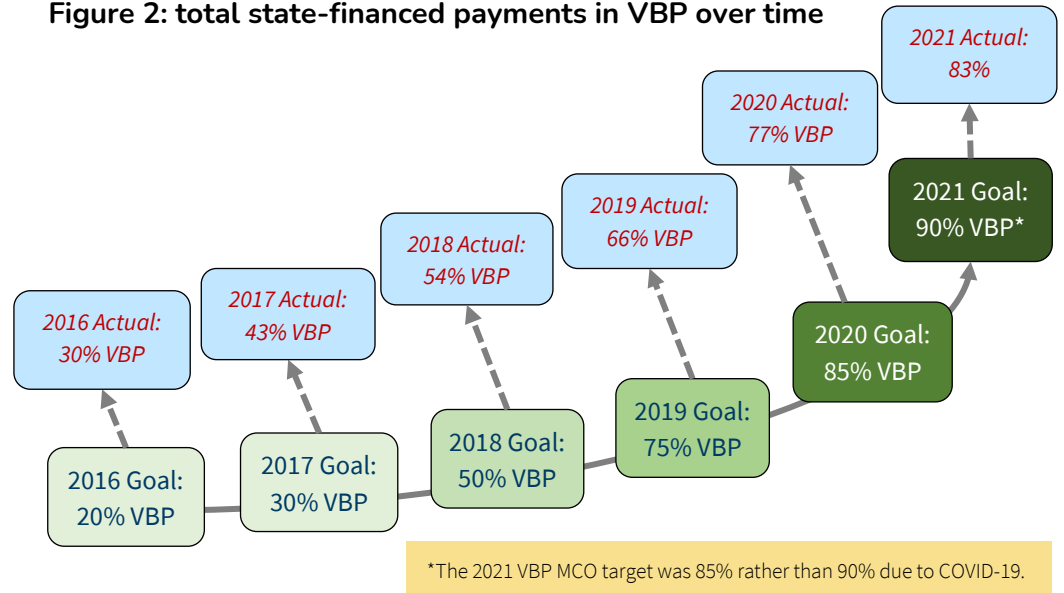 Figure 2: total state-financed payments in VBP over time
2016 Actual:
30% VBP
2017 Actual:
43% VBP
2018 Actual:
54% VBP
2019 Actual:
66% VBP
2020 Actual:
77% VBP
2021 Actual:
83%
2016 Goal:
20% VBP
2017 Goal:
30% VBP
2018 Goal:
50% VBP
2019 Goal:
75% VBP
2020 Goal:
85% VBP
2021 Goal:
90% VBP*
*The 2021 VBP MCO target was 85% rather than 90% due to COVID-19.